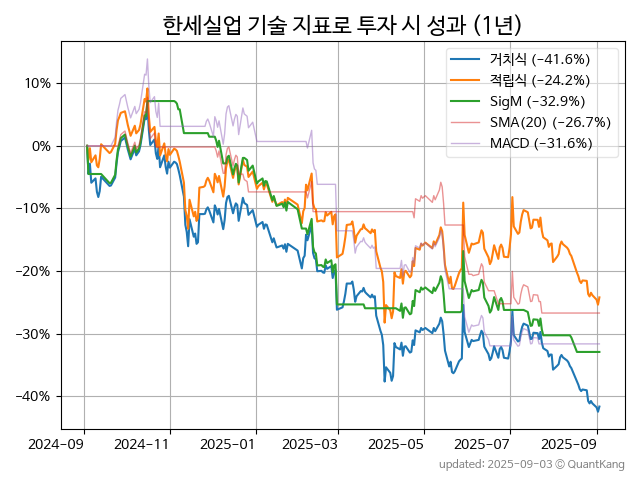 한세실업 기술 지표로 투자 시 성과 (1년)
거치식 (−41.6%)
적립식 (−24.2%)
SigM (−32.9%)
SMA(20) (−26.7%)
MACD (−31.6%)
10%
0%
−10%
−20%
−30%
−40%
2024-09 2024-11 2025-01 2025-03 2025-05 2025-07 2025-09
updated: 2025-09-03 © QuantKang